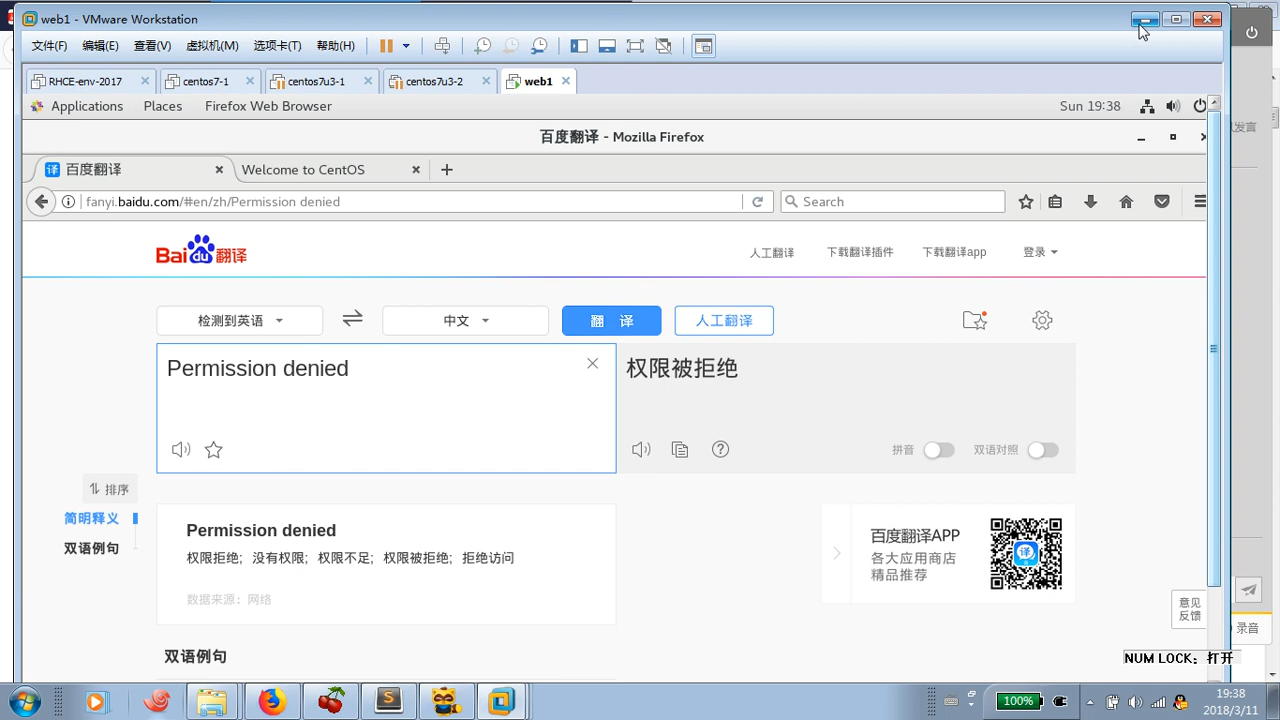 web1 - VMware Workstation
文件(F) 编辑(E) 查看(V) 虚拟机(M) 选项卡(T) 帮助(H)
RHCE-env-2017 centos7-1 centos7u3-1 centos7u3-2 web1
Applications Places Firefox Web Browser Sun 19:38
百度翻译 - Mozilla Firefox
译 百度翻译 Welcome to CentOS
fanyi.baidu.com/#en/zh/Permission denied Search
Bai du 翻译 人工翻译 下载翻译插件 下载翻译app 登录
检测到英语 中文 翻 译 人工翻译
Permission denied 权限被拒绝
拼音 双语对照
排序
简明释义
双语例句
Permission denied
权限拒绝; 没有权限; 权限不足; 权限被拒绝; 拒绝访问
数据来源: 网络
百度翻译APP
各大应用商店
精品推荐
译
意见
反馈
发言
录音
双语例句
NUM LOCK: 打开
S
100%
19:38
2018/3/11